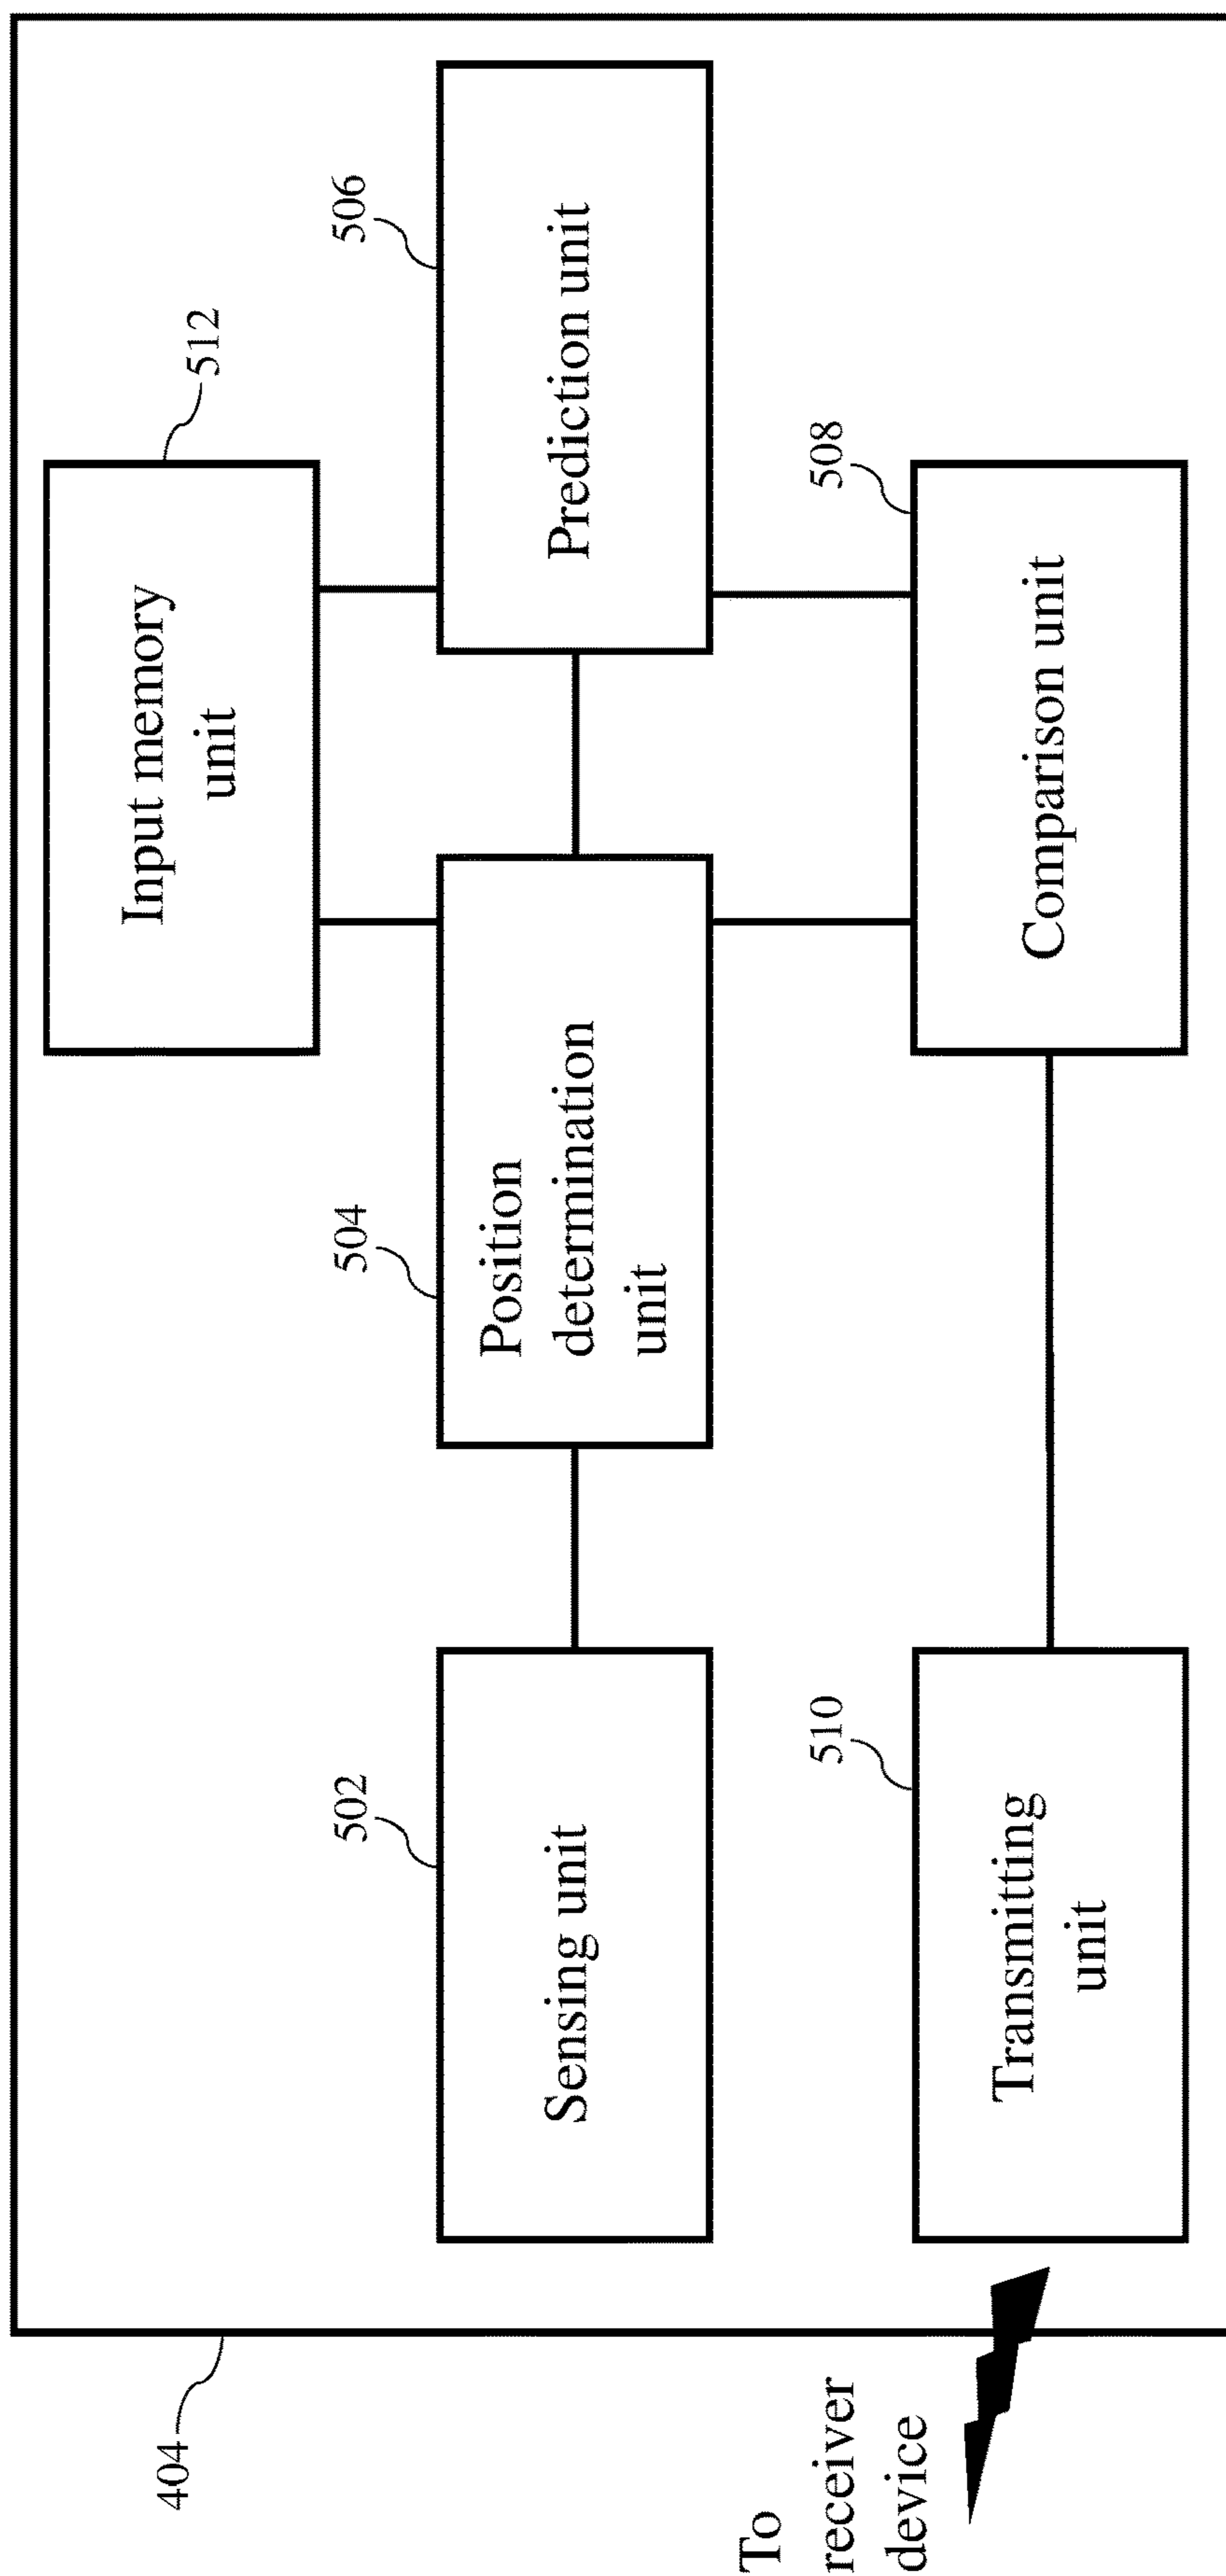 512
Input memory
unit
502
Sensing unit
504
Position
determination
unit
506
Prediction unit
510
Transmitting
unit
508
Comparison unit
404
To
receiver
device